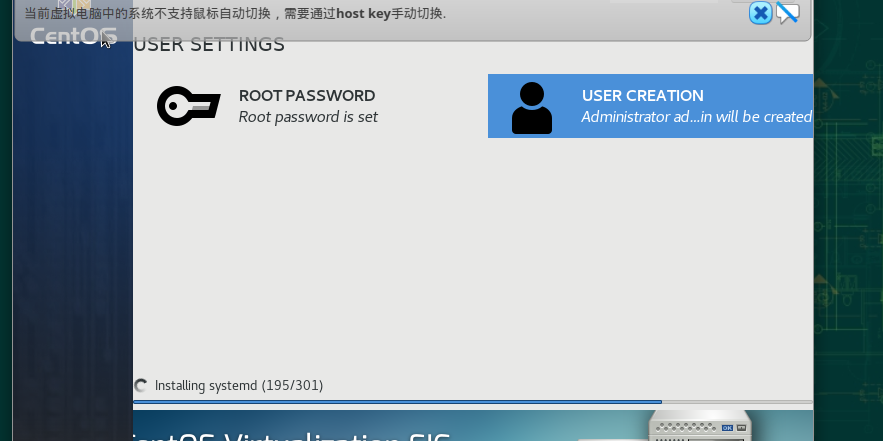 当前虚拟电脑中的系统不支持鼠标自动切换，需要通过host key手动切换.
CentOS
USER SETTINGS
ROOT PASSWORD
Root password is set
USER CREATION
Administrator ad...in will be created
Installing systemd (195/301)
CentOS Virtualization SIG